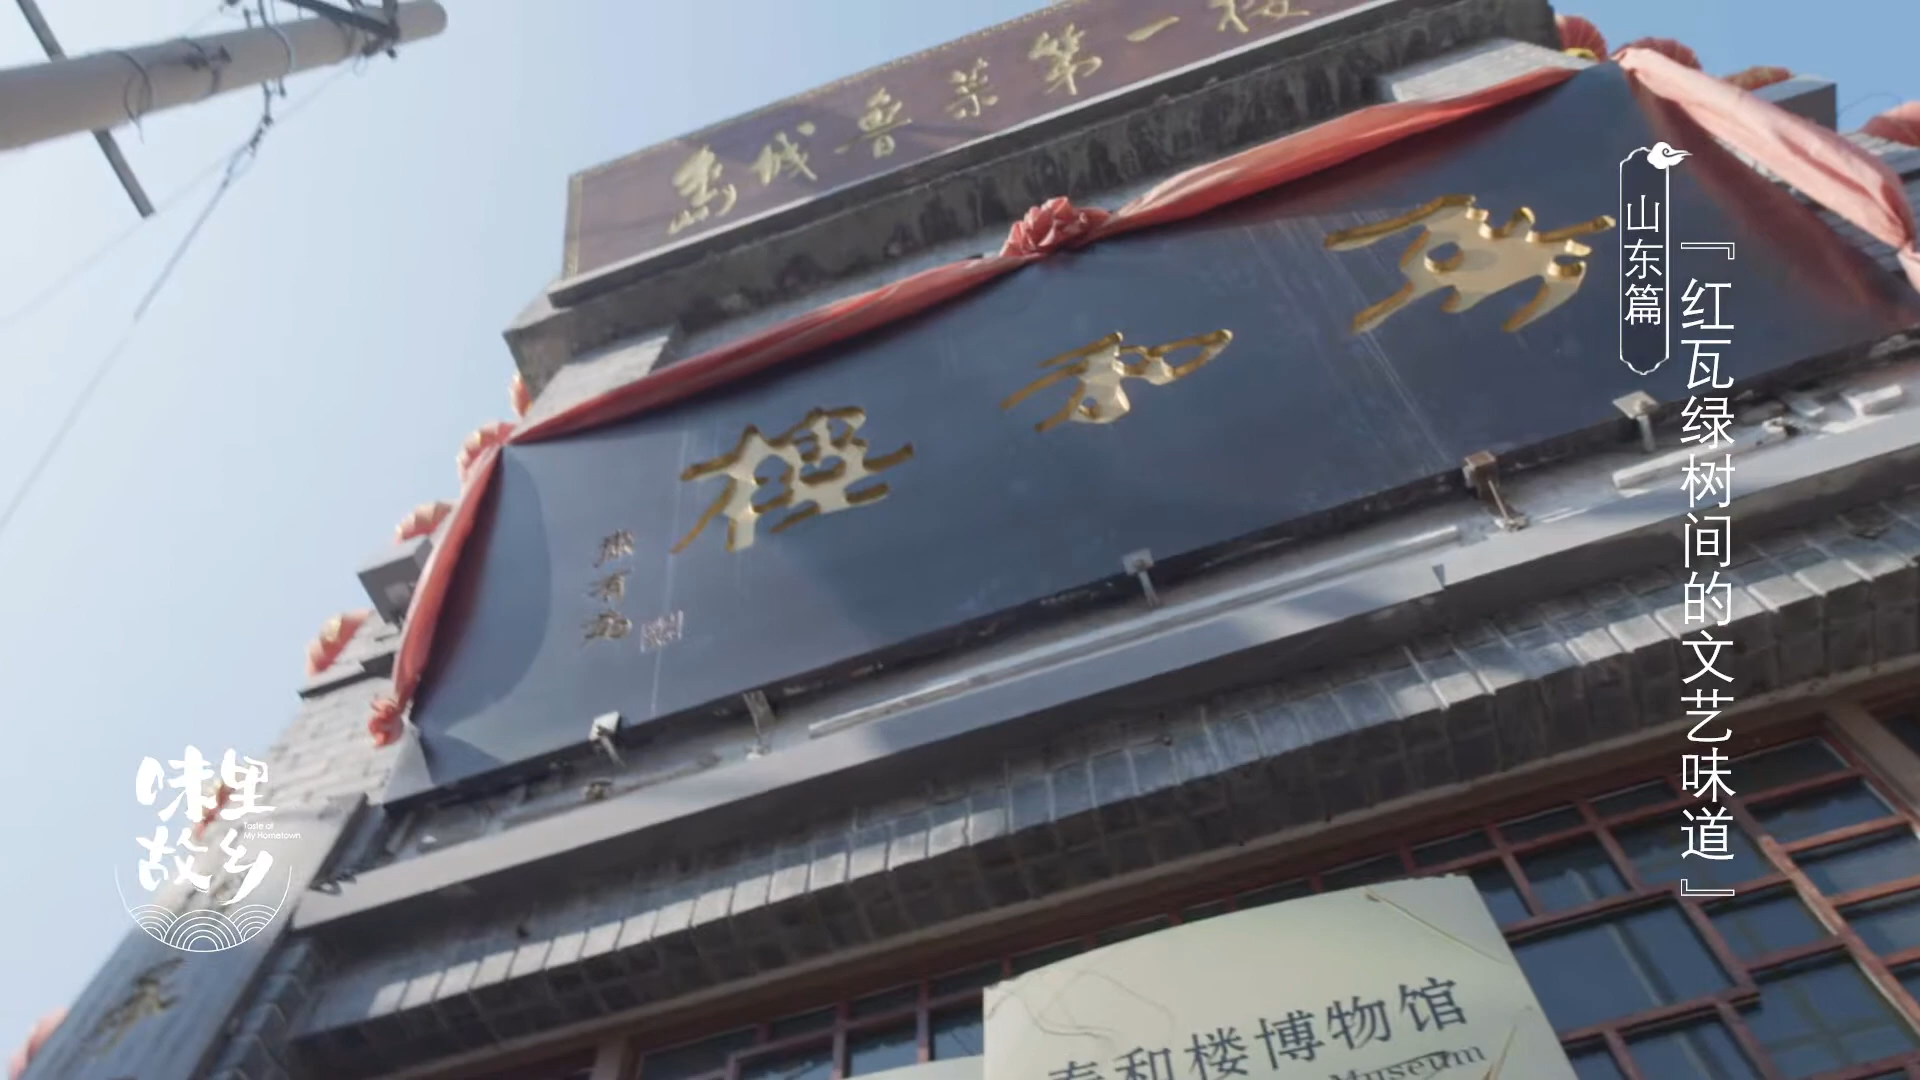 岛城鲁菜第一楼
春和樓
康有为
春和楼博物馆
Museum
山东篇
『红瓦绿树间的文艺味道』
味里
故乡
Taste of
My Hometown